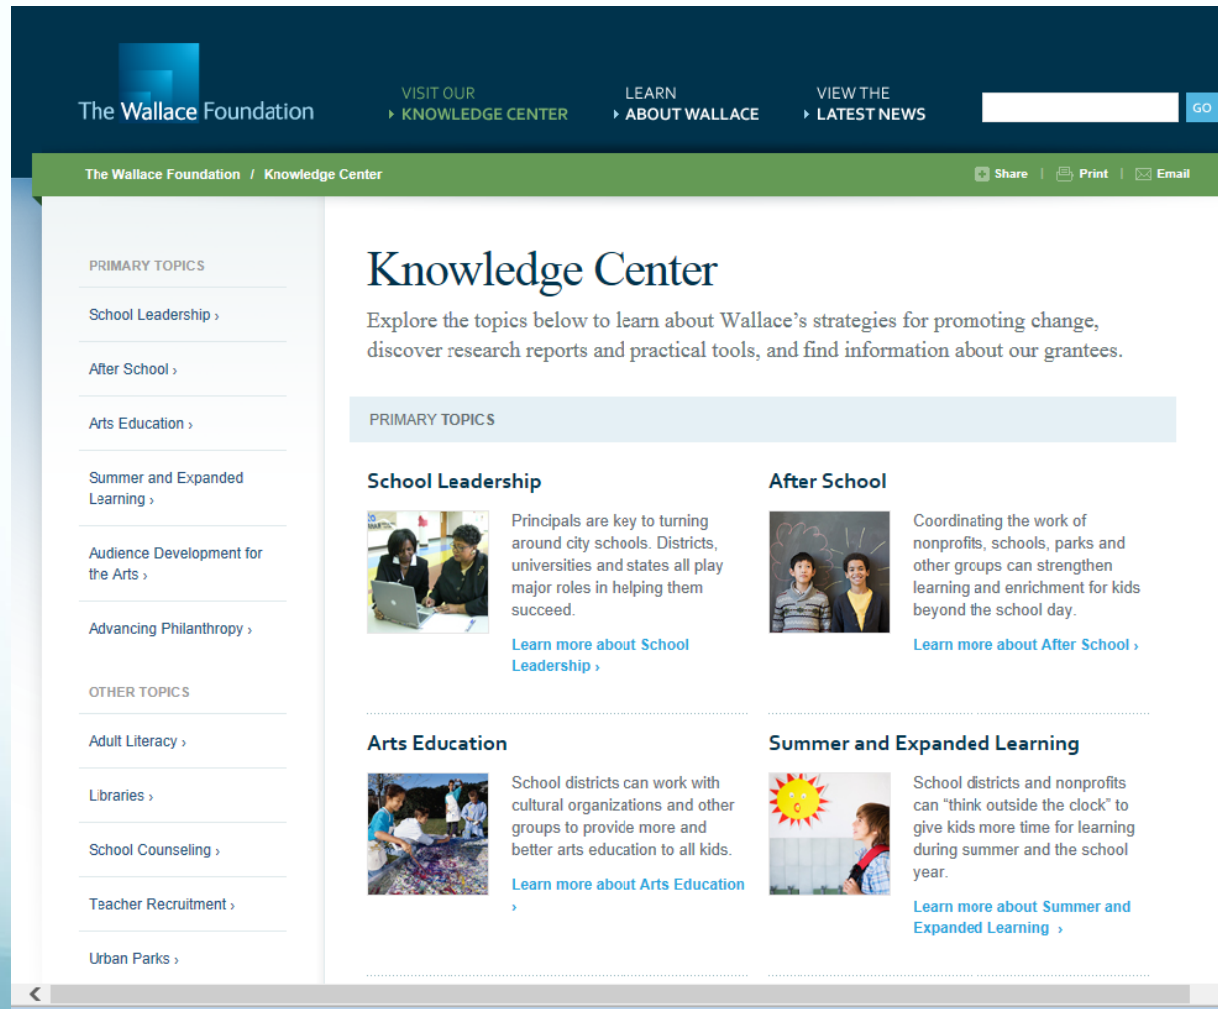 The Wallace Foundation
VISIT OUR
KNOWLEDGE CENTER
LEARN
ABOUT WALLACE
VIEW THE
LATEST NEWS
GO
The Wallace Foundation / Knowledge Center
Share | Print | Email
PRIMARY TOPICS
School Leadership ›
After School ›
Arts Education ›
Summer and Expanded
Learning ›
Audience Development for
the Arts ›
Advancing Philanthropy ›
OTHER TOPICS
Adult Literacy ›
Libraries ›
School Counseling ›
Teacher Recruitment ›
Urban Parks ›
Knowledge Center
Explore the topics below to learn about Wallace's strategies for promoting change,
discover research reports and practical tools, and find information about our grantees.
PRIMARY TOPICS
School Leadership
Principals are key to turning
around city schools. Districts,
universities and states all play
major roles in helping them
succeed.
Learn more about School
Leadership ›
After School
Coordinating the work of
nonprofits, schools, parks and
other groups can strengthen
learning and enrichment for kids
beyond the school day.
Learn more about After School ›
Arts Education
School districts can work with
cultural organizations and other
groups to provide more and
better arts education to all kids.
Learn more about Arts Education
›
Summer and Expanded Learning
School districts and nonprofits
can “think outside the clock” to
give kids more time for learning
during summer and the school
year.
Learn more about Summer and
Expanded Learning ›